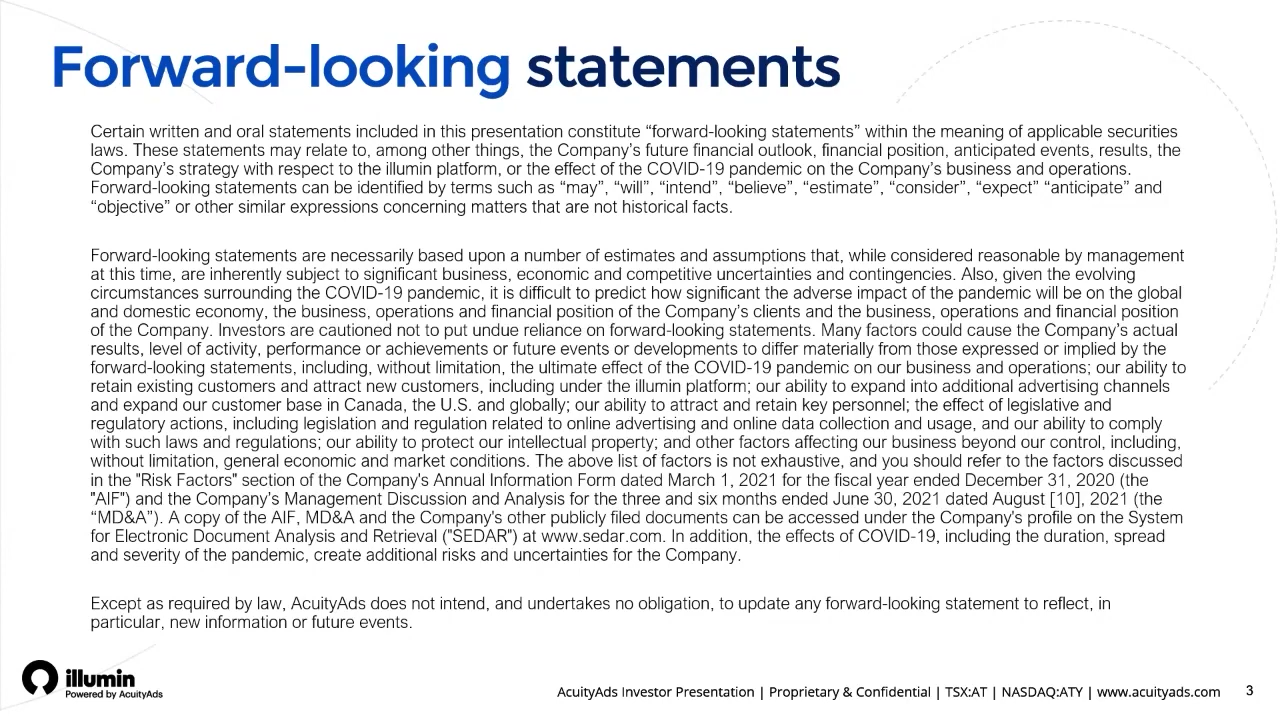 Forward-looking statements
Certain written and oral statements included in this presentation constitute “forward-looking statements” within the meaning of applicable securities
laws. These statements may relate to, among other things, the Company’s future financial outlook, financial position, anticipated events, results, the
Company’s strategy with respect to the illumin platform, or the effect of the COVID-19 pandemic on the Company’s business and operations.
Forward-looking statements can be identified by terms such as “may”, “will”, “intend”, “believe”, “estimate”, “consider”, “expect” “anticipate” and
“objective” or other similar expressions concerning matters that are not historical facts.
Forward-looking statements are necessarily based upon a number of estimates and assumptions that, while considered reasonable by management
at this time, are inherently subject to significant business, economic and competitive uncertainties and contingencies. Also, given the evolving
circumstances surrounding the COVID-19 pandemic, it is difficult to predict how significant the adverse impact of the pandemic will be on the global
and domestic economy, the business, operations and financial position of the Company’s clients and the business, operations and financial position
of the Company. Investors are cautioned not to put undue reliance on forward-looking statements. Many factors could cause the Company’s actual
results, level of activity, performance or achievements or future events or developments to differ materially from those expressed or implied by the
forward-looking statements, including, without limitation, the ultimate effect of the COVID-19 pandemic on our business and operations; our ability to
retain existing customers and attract new customers, including under the illumin platform; our ability to expand into additional advertising channels
and expand our customer base in Canada, the U.S. and globally; our ability to attract and retain key personnel; the effect of legislative and
regulatory actions, including legislation and regulation related to online advertising and online data collection and usage, and our ability to comply
with such laws and regulations; our ability to protect our intellectual property; and other factors affecting our business beyond our control, including,
without limitation, general economic and market conditions. The above list of factors is not exhaustive, and you should refer to the factors discussed
in the "Risk Factors" section of the Company's Annual Information Form dated March 1, 2021 for the fiscal year ended December 31, 2020 (the
"AIF") and the Company’s Management Discussion and Analysis for the three and six months ended June 30, 2021 dated August [10], 2021 (the
“MD&A”). A copy of the AIF, MD&A and the Company's other publicly filed documents can be accessed under the Company's profile on the System
for Electronic Document Analysis and Retrieval ("SEDAR") at www.sedar.com. In addition, the effects of COVID-19, including the duration, spread
and severity of the pandemic, create additional risks and uncertainties for the Company.
Except as required by law, AcuityAds does not intend, and undertakes no obligation, to update any forward-looking statement to reflect, in
particular, new information or future events.
illumin
Powered by AcuityAds
AcuityAds Investor Presentation | Proprietary & Confidential | TSX:AT | NASDAQ:ATY | www.acuityads.com 3